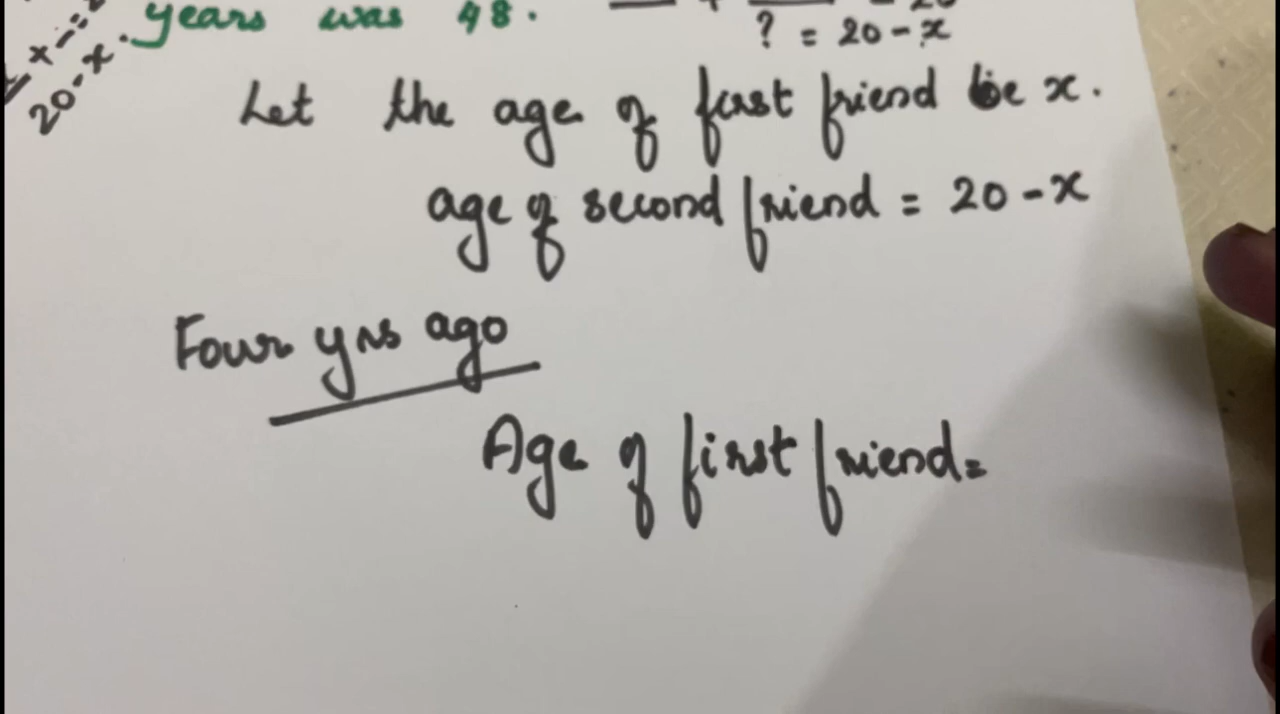 years was 48.
? = 20 - x
20-x.
Let the age of first friend be x.
age of second friend = 20 - x
Four yrs ago
Age of first friend=